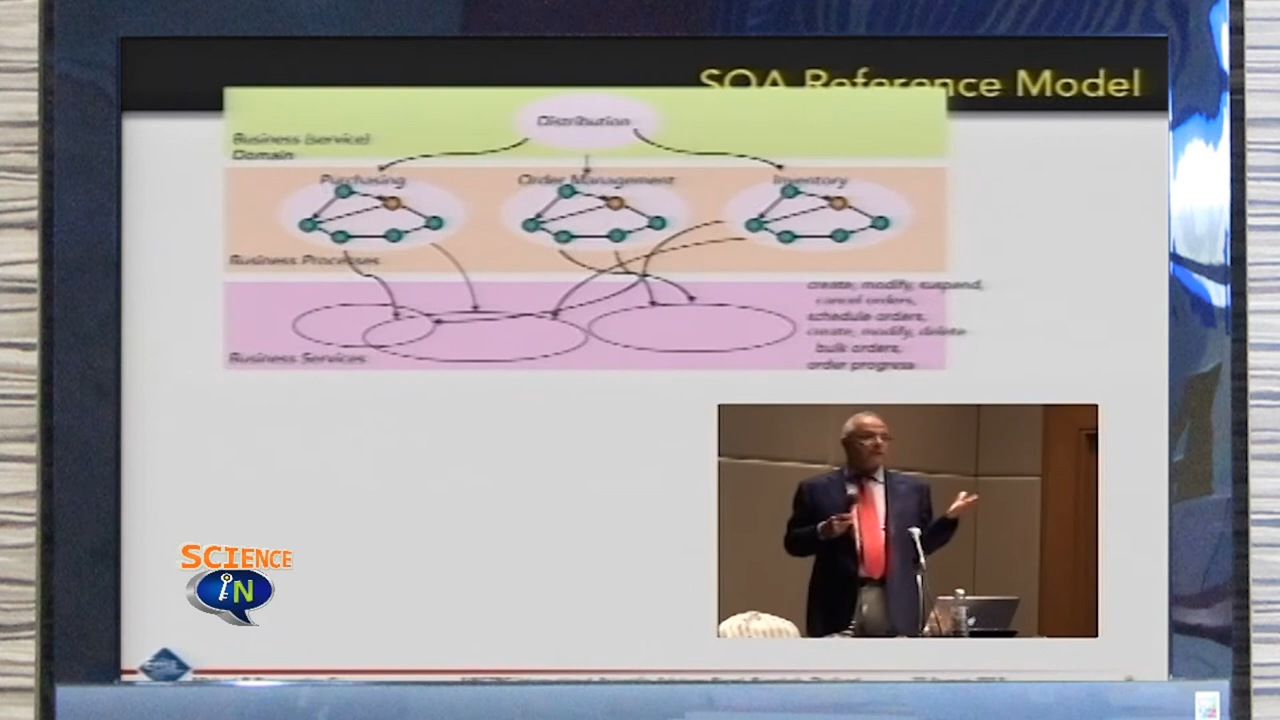 SOA Reference Model
Distribution
Business (service)
Domain
Purchasing
Order Management
Inventory
Business Processes
create, modify, suspend,
cancel orders,
schedule orders,
create, modify, delete
bulk orders,
order progress
Business Services
SCIENCE
iN